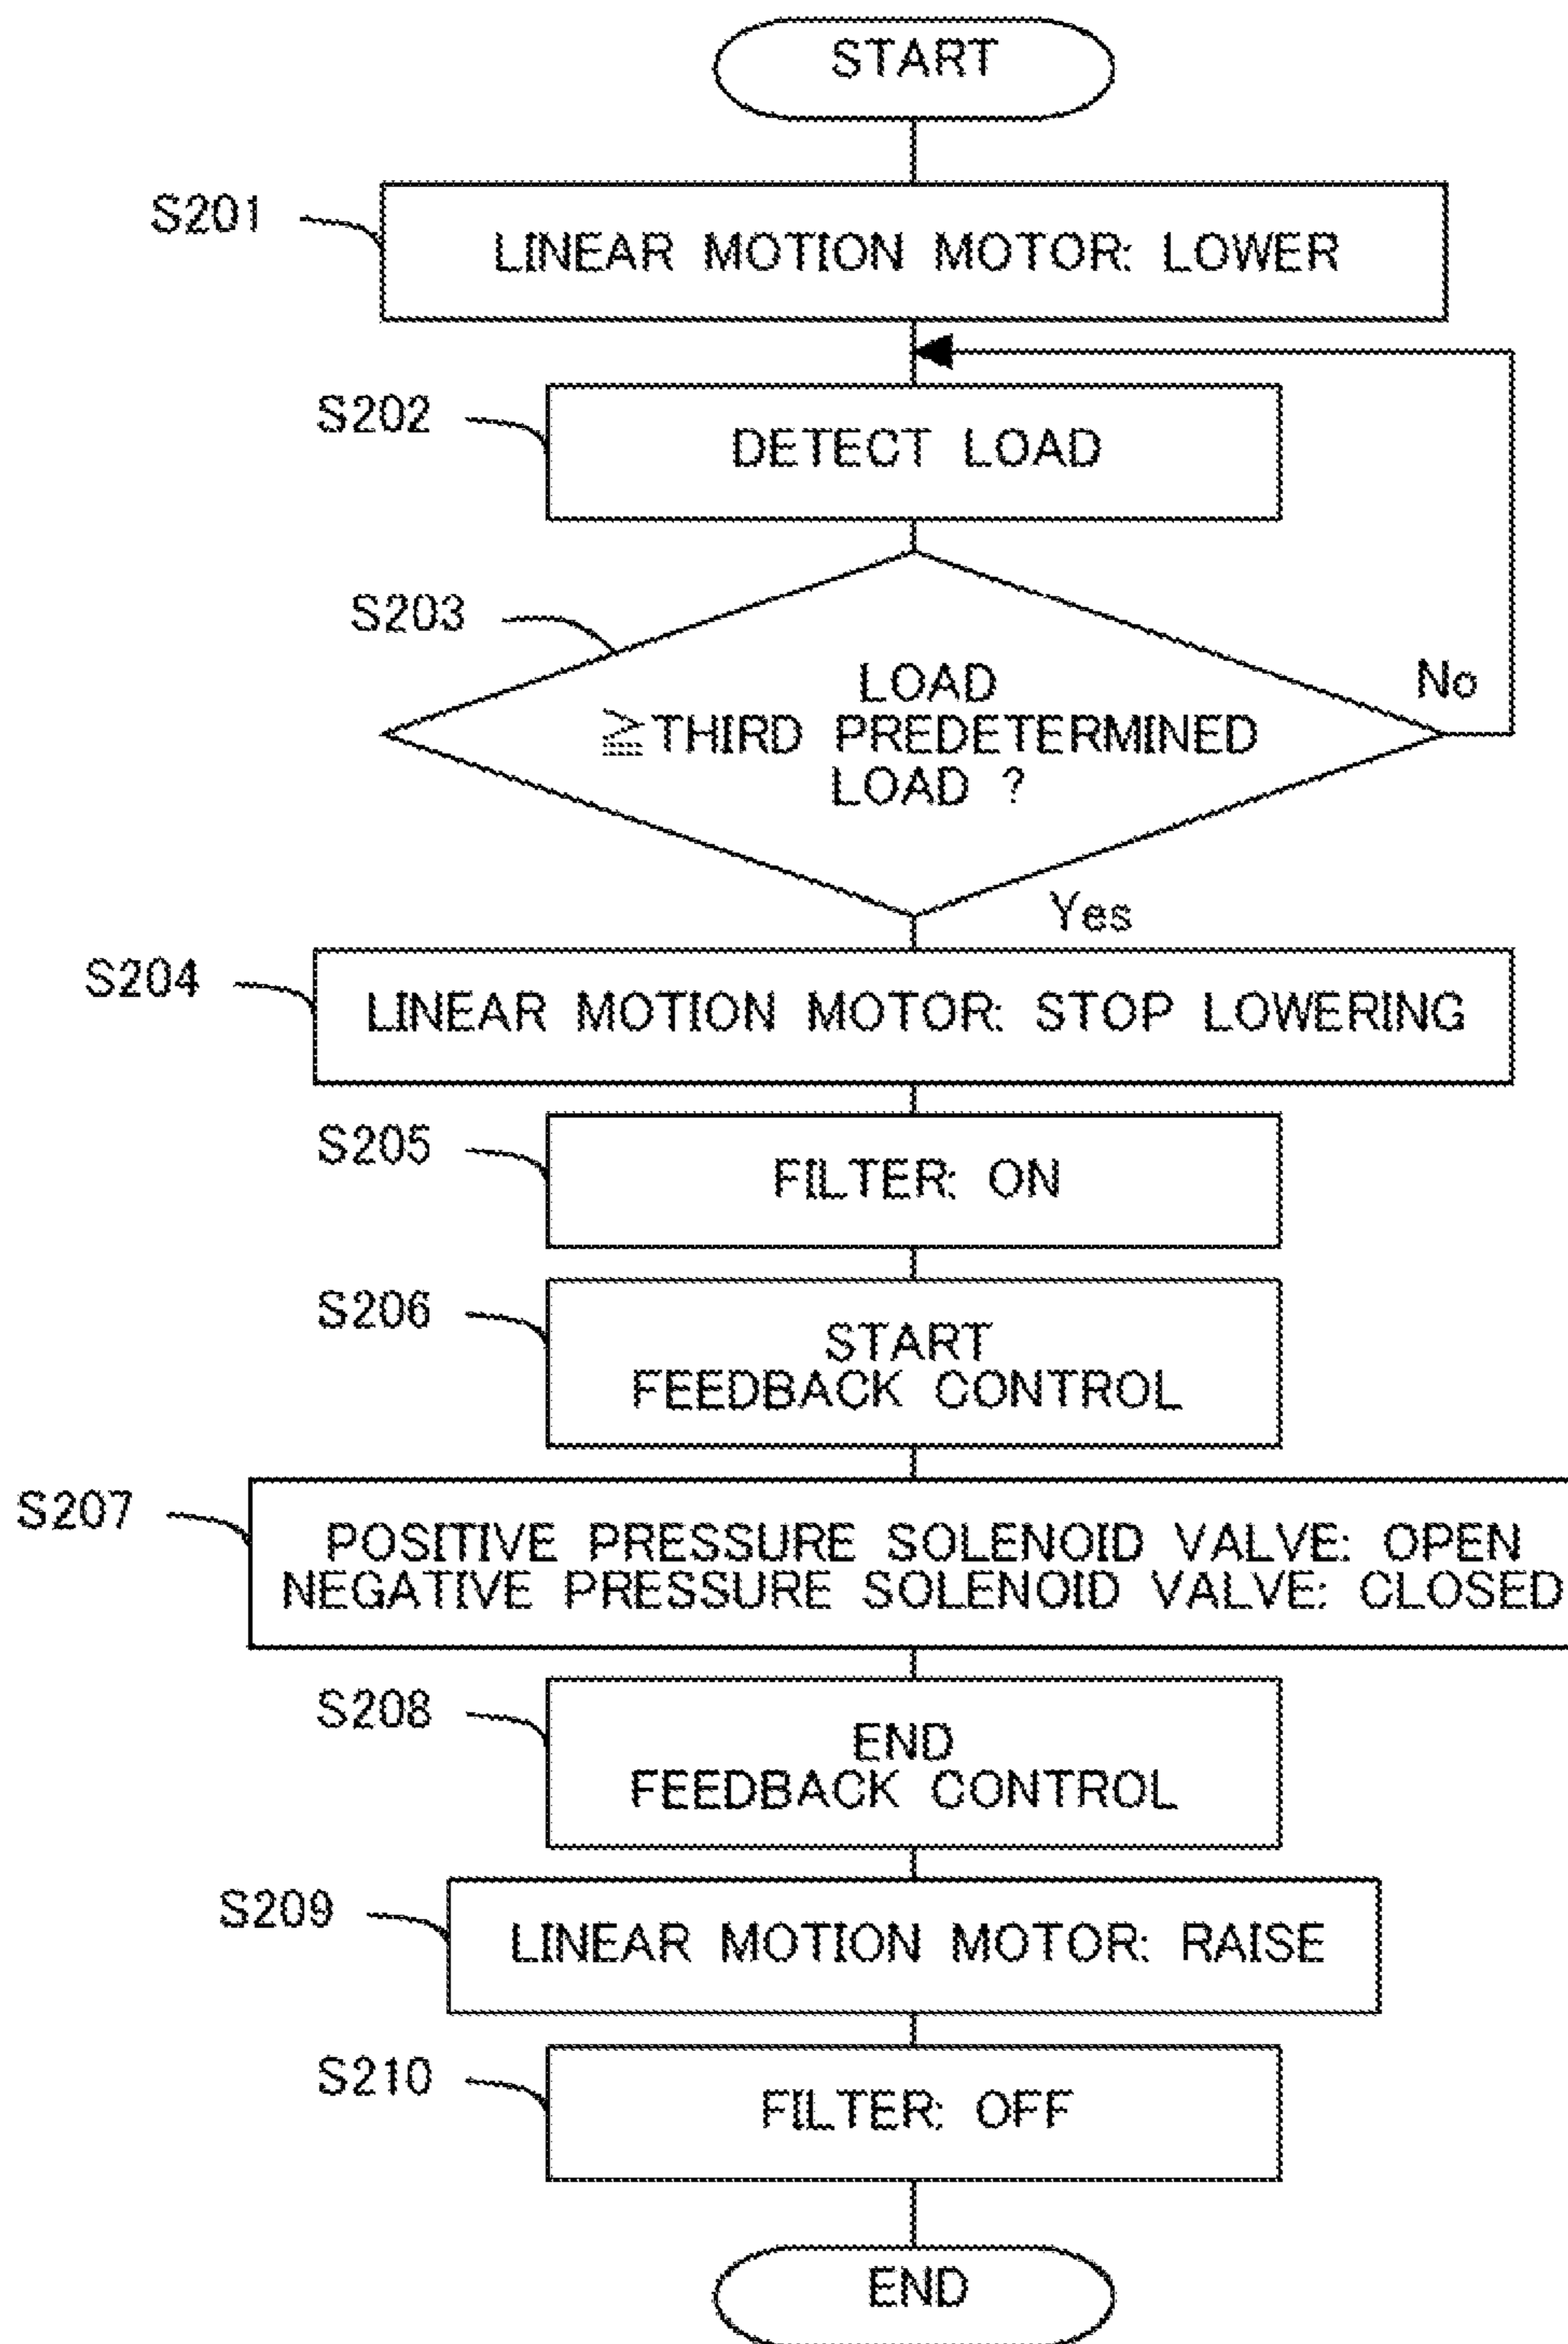 START
S201
LINEAR MOTION MOTOR: LOWER
S202
DETECT LOAD
S203
LOAD
≧THIRD PREDETERMINED
LOAD ?
No
Yes
S204
LINEAR MOTION MOTOR: STOP LOWERING
S205
FILTER: ON
S206
START
FEEDBACK CONTROL
S207
POSITIVE PRESSURE SOLENOID VALVE: OPEN
NEGATIVE PRESSURE SOLENOID VALVE: CLOSED
S208
END
FEEDBACK CONTROL
S209
LINEAR MOTION MOTOR: RAISE
S210
FILTER: OFF
END